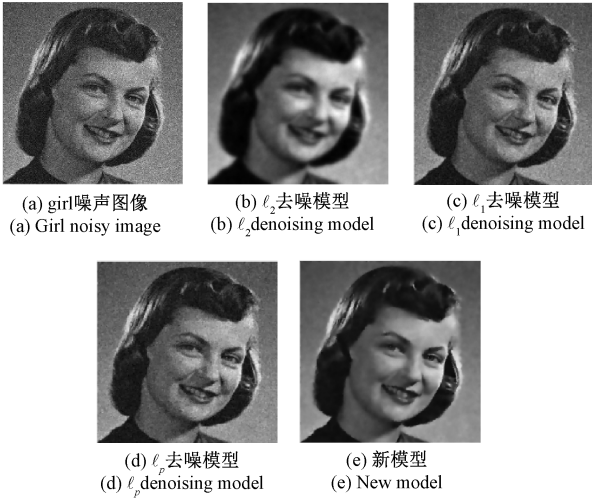 (a) girl噪声图像
(a) Girl noisy image
(b) ℓ2去噪模型
(b) ℓ2denoising model
(c) ℓ1去噪模型
(c) ℓ1denoising model
(d) ℓp去噪模型
(d) ℓpdenoising model
(e) 新模型
(e) New model